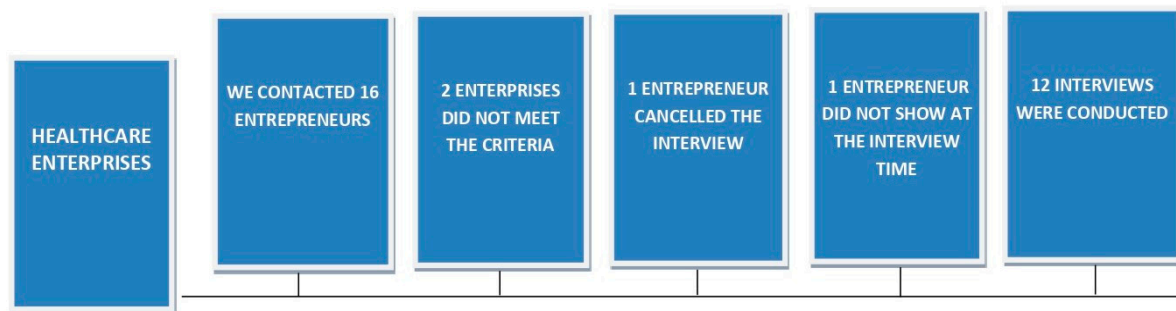 HEALTHCARE
ENTERPRISES
WE CONTACTED 16
ENTREPRENEURS
2 ENTERPRISES
DID NOT MEET
THE CRITERIA
1 ENTREPRENEUR
CANCELLED THE
INTERVIEW
1 ENTREPRENEUR
DID NOT SHOW AT
THE INTERVIEW
TIME
12 INTERVIEWS
WERE CONDUCTED